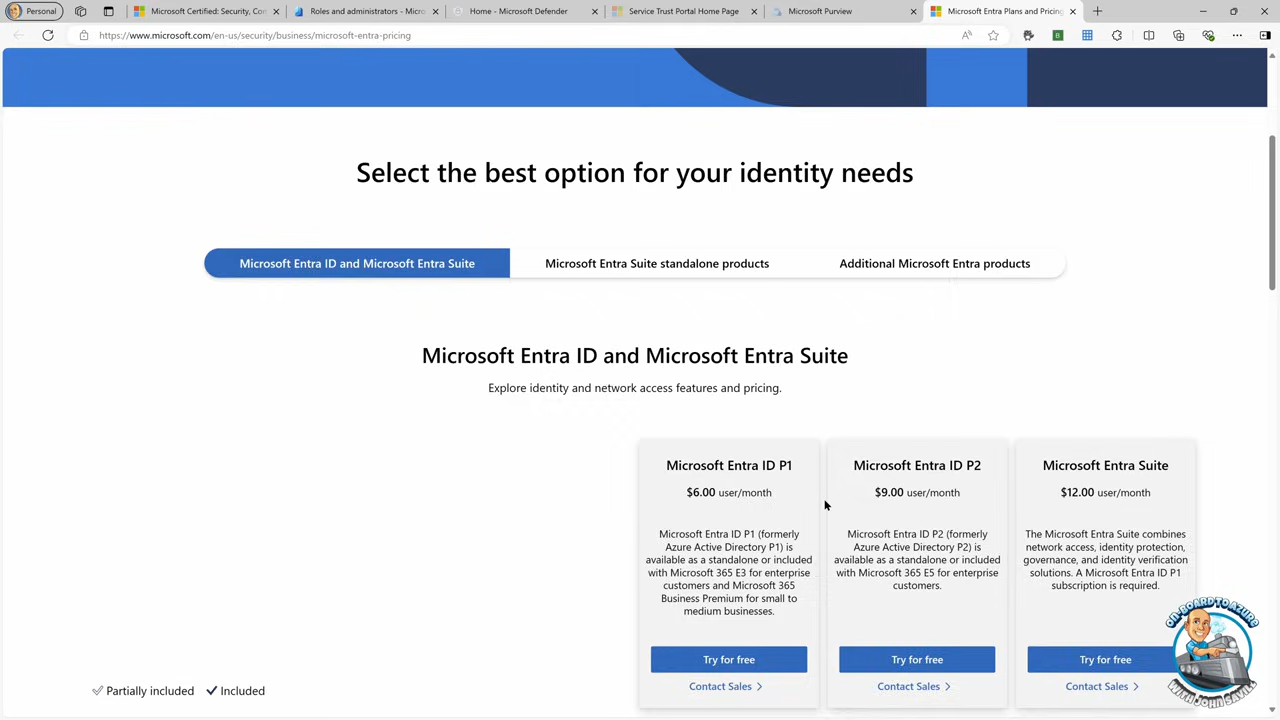 Personal
Microsoft Certified: Security, Co
Roles and administrators - Micro
Home - Microsoft Defender
Service Trust Portal Home Page
Microsoft Purview
Microsoft Entra Plans and Pricing
https://www.microsoft.com/en-us/security/business/microsoft-entra-pricing
Select the best option for your identity needs
Microsoft Entra ID and Microsoft Entra Suite
Microsoft Entra Suite standalone products
Additional Microsoft Entra products
Microsoft Entra ID and Microsoft Entra Suite
Explore identity and network access features and pricing.
Microsoft Entra ID P1
$6.00 user/month
Microsoft Entra ID P1 (formerly
Azure Active Directory P1) is
available as a standalone or included
with Microsoft 365 E3 for enterprise
customers and Microsoft 365
Business Premium for small to
medium businesses.
Try for free
Contact Sales
Microsoft Entra ID P2
$9.00 user/month
Microsoft Entra ID P2 (formerly
Azure Active Directory P2) is
available as a standalone or included
with Microsoft 365 E5 for enterprise
customers.
Try for free
Contact Sales
Microsoft Entra Suite
$12.00 user/month
The Microsoft Entra Suite combines
network access, identity protection,
governance, and identity verification
solutions. A Microsoft Entra ID P1
subscription is required.
Try for free
Contact Sales
Partially included
Included
ON-BOARD TO AZURE
WITH JOHN SAVILL